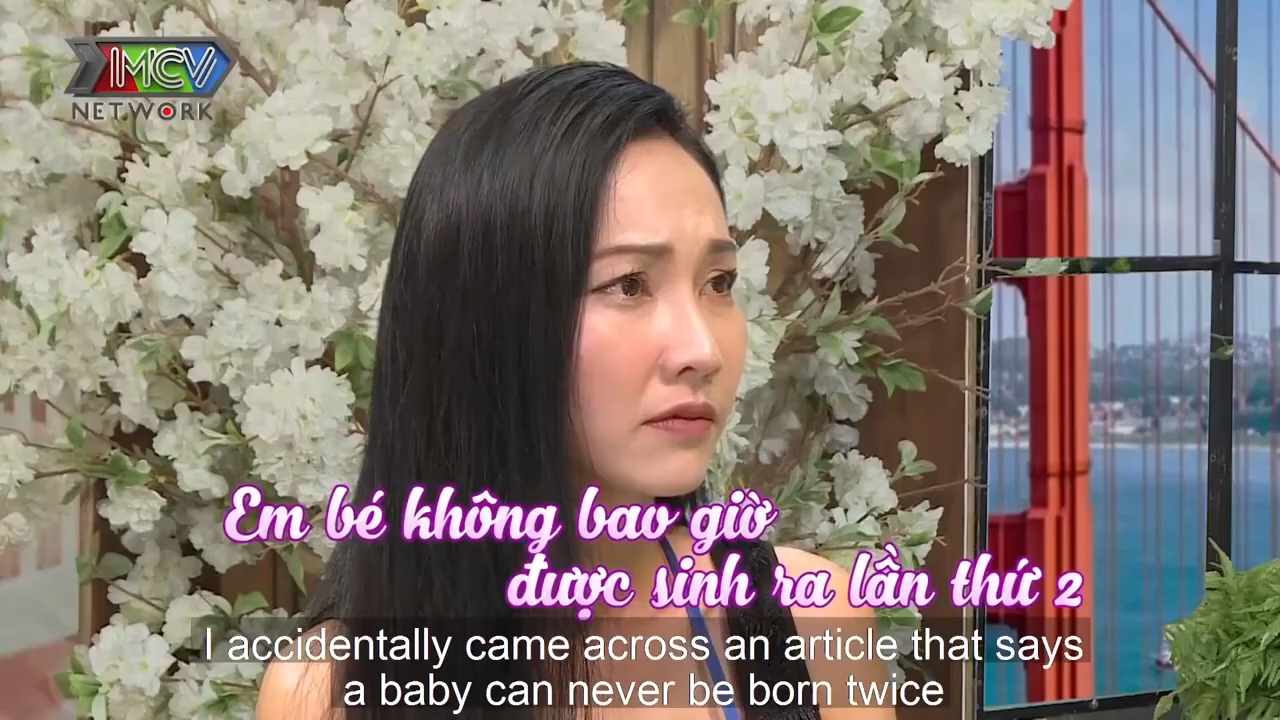 MCV
NETWORK
Em bé không bao giờ
được sinh ra lần thứ 2
I accidentally came across an article that says
a baby can never be born twice